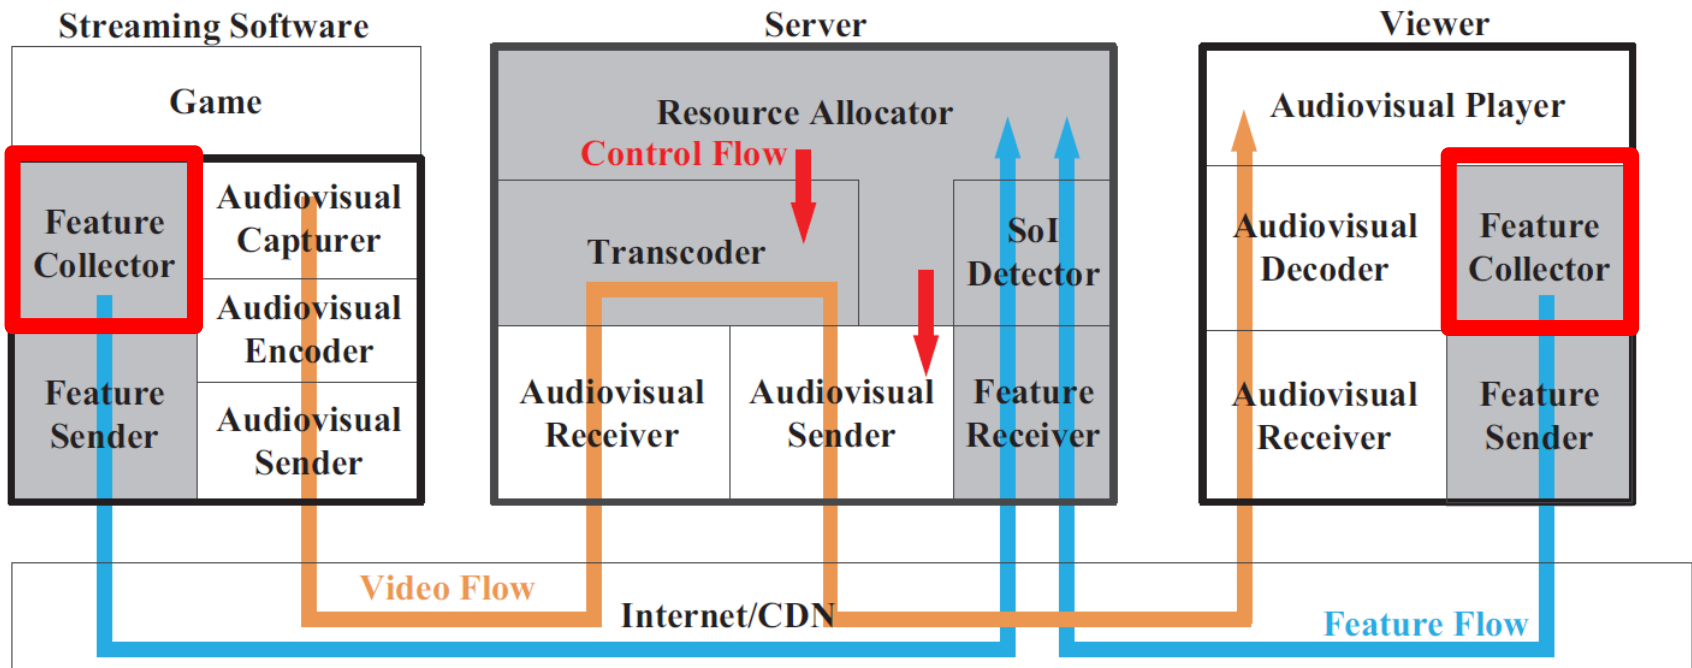 Streaming Software
Game
Feature
Collector
Audiovisual
Capturer
Audiovisual
Encoder
Feature
Sender
Audiovisual
Sender
Server
Resource Allocator
Control Flow
Transcoder
SoI
Detector
Audiovisual
Receiver
Audiovisual
Sender
Feature
Receiver
Viewer
Audiovisual Player
Audiovisual
Decoder
Feature
Collector
Audiovisual
Receiver
Feature
Sender
Video Flow
Internet/CDN
Feature Flow